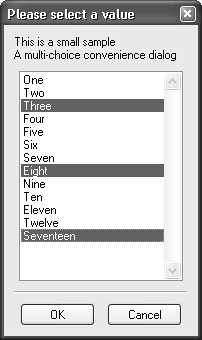 Please select a value
This is a small sample
A multi-choice convenience dialog
One
Two
Three
Four
Five
Six
Seven
Eight
Nine
Ten
Eleven
Twelve
Seventeen
OK
Cancel